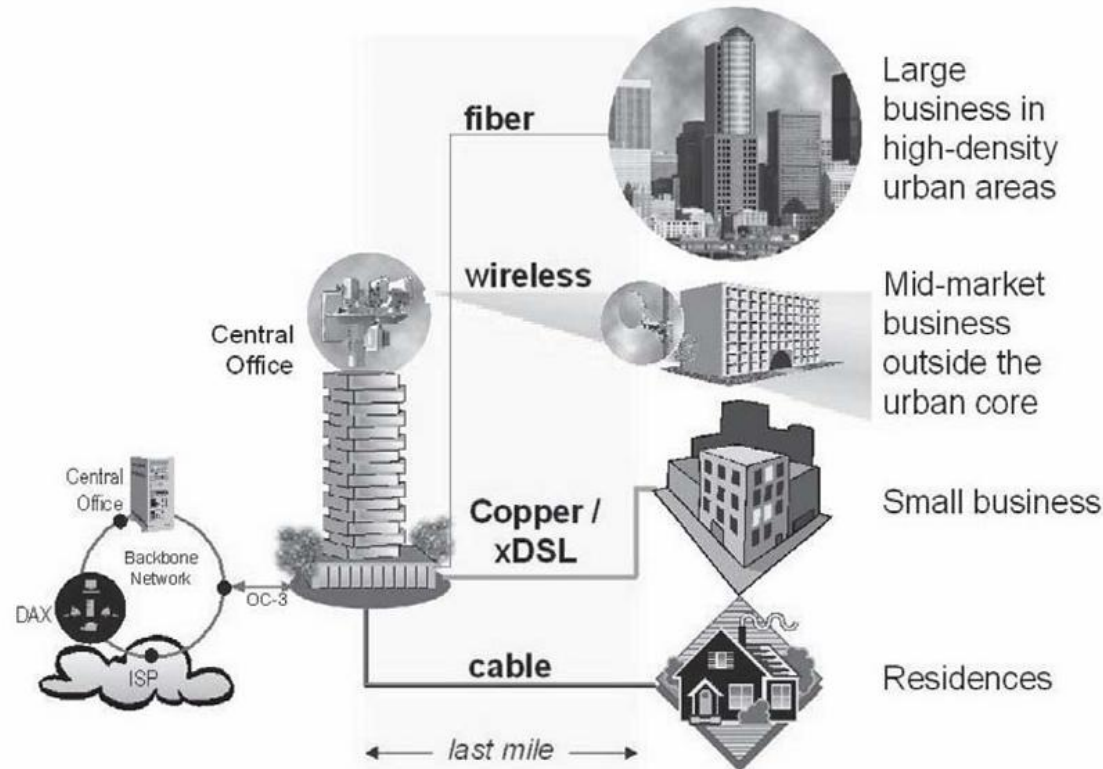 fiber
Large
business in
high-density
urban areas
wireless
Mid-market
business
outside the
urban core
Central
Office
Central
Office
Backbone
Network
DAX
ISP
OC-3
Copper /
xDSL
Small business
cable
Residences
last mile